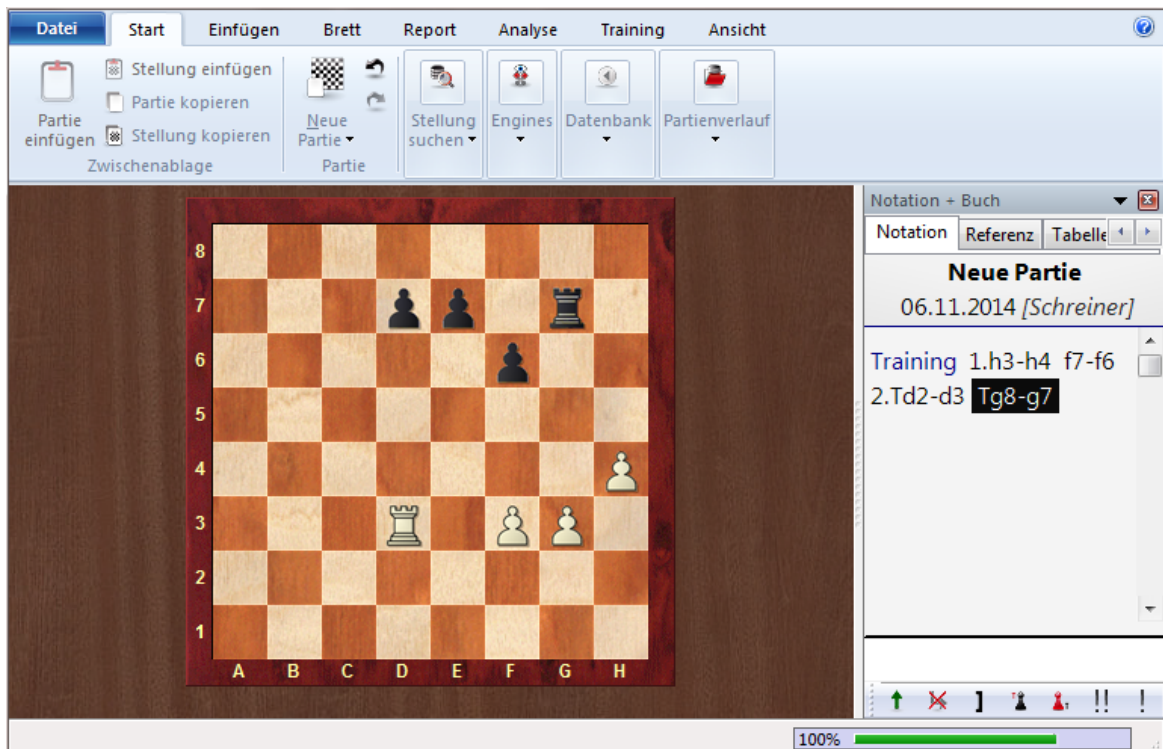 Datei Start Einfügen Brett Report Analyse Training Ansicht
Partie einfügen
Stellung einfügen
Partie kopieren
Stellung kopieren
Zwischenablage
Neue Partie
Partie
Stellung suchen
Engines
Datenbank
Partienverlauf
8
7
6
5
4
3
2
1
A B C D E F G H
Notation + Buch
Notation Referenz Tabelle
Neue Partie
06.11.2014 [Schreiner]
Training 1.h3-h4 f7-f6
2.Td2-d3 Tg8-g7
] !! !
100%